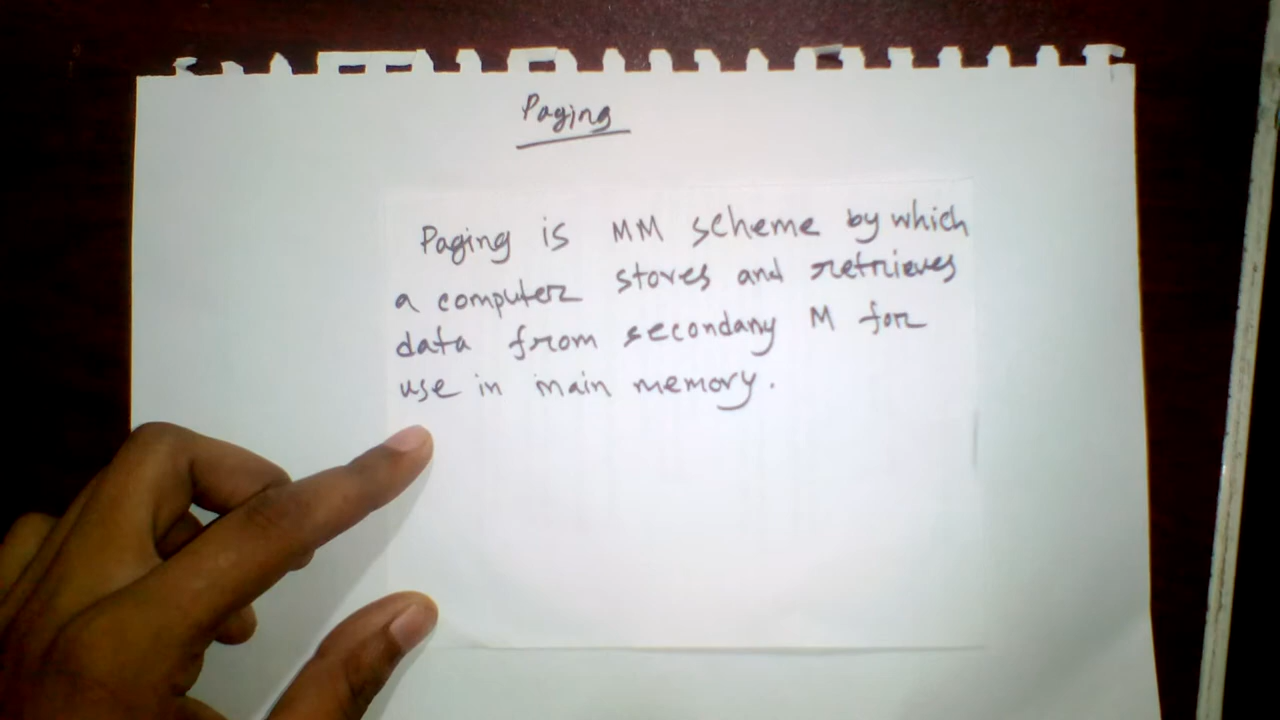 Paging
Paging is MM scheme by which
a computer stores and retrieves
data from secondary M for
use in main memory.